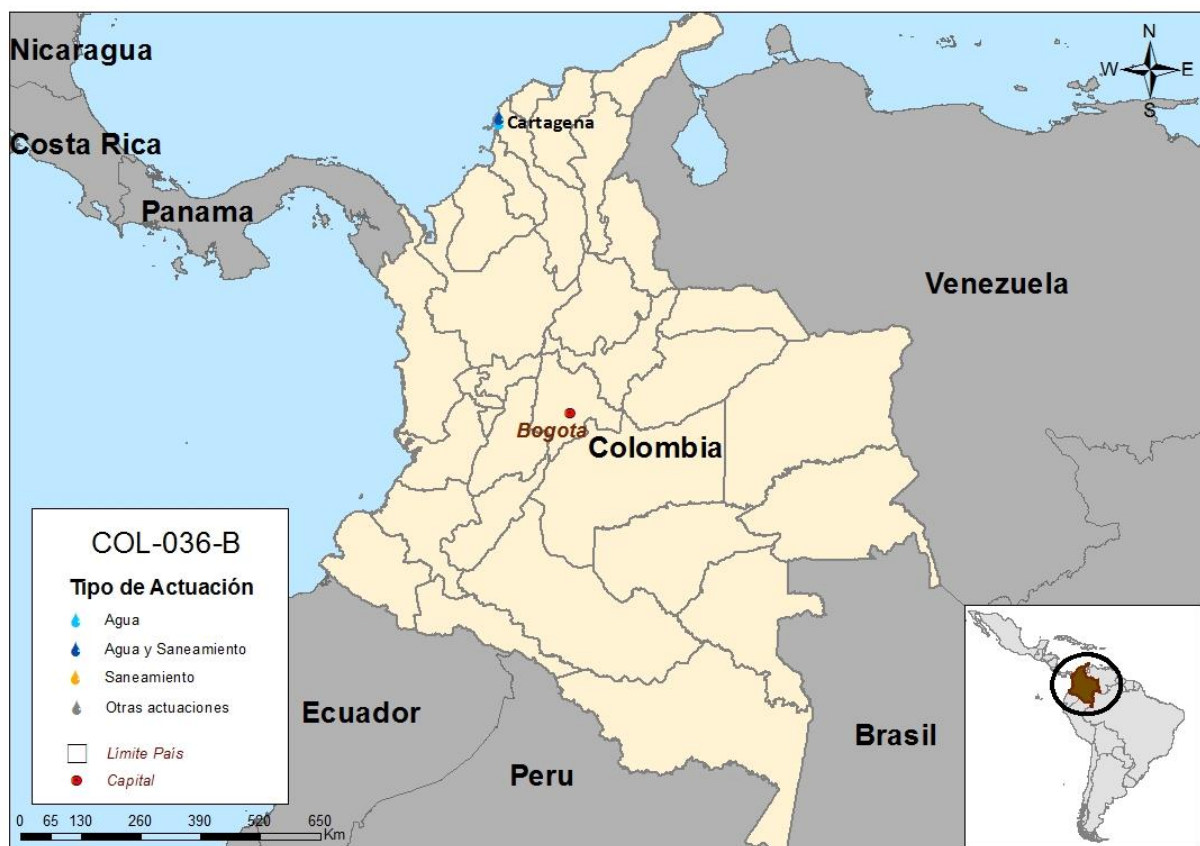 Nicaragua
N
W E
S
Cartagena
Costa Rica
Panama
Venezuela
Bogota
Colombia
COL-036-B
Tipo de Actuación
Agua
Agua y Saneamiento
Saneamiento
Otras actuaciones
Límite País
Capital
Ecuador
Peru
Brasil
0 65 130 260 390 520 650
Km